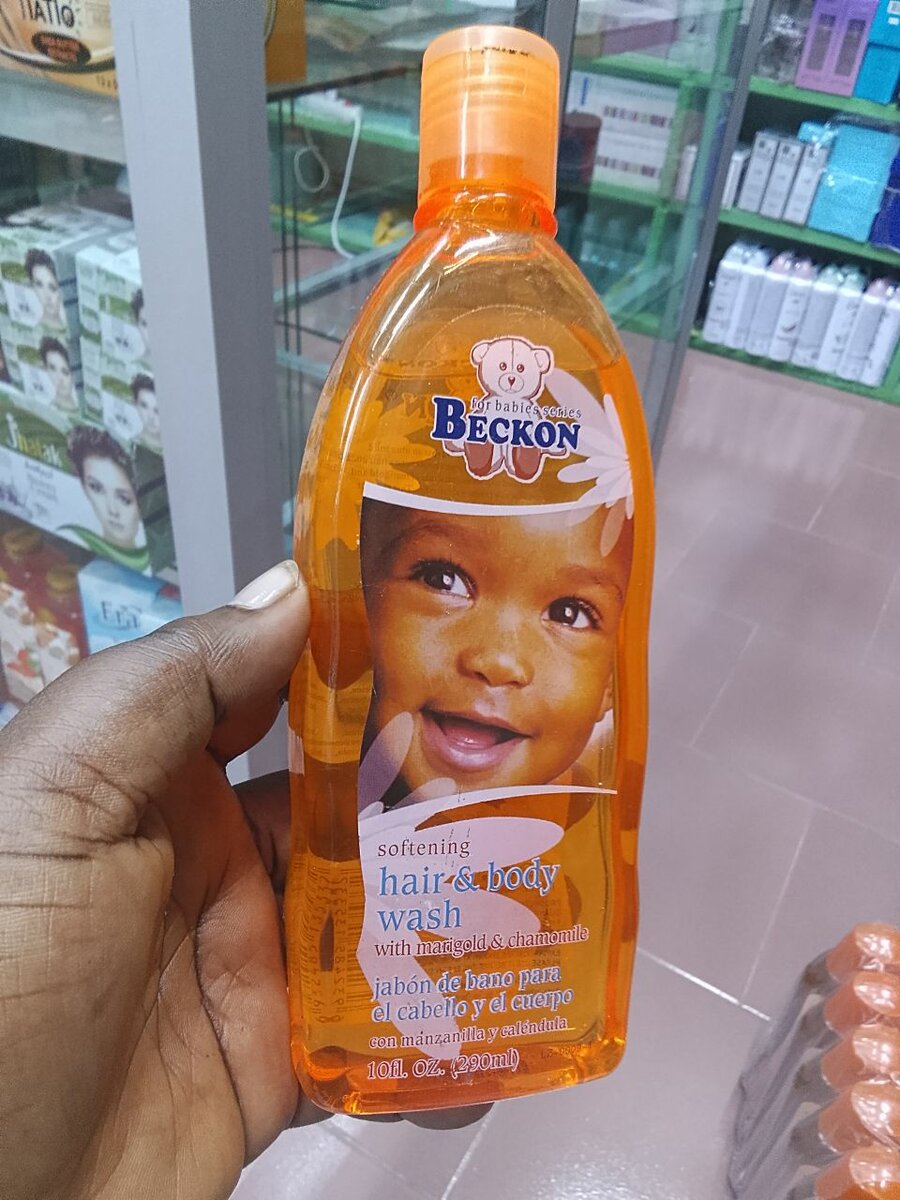 for babies series
BECKON
softening
hair & body
wash
with marigold & chamomile
jabón de bano para
el cabello y el cuerpo
con manzanilla y caléndula
10fl. OZ. (290ml)
Era